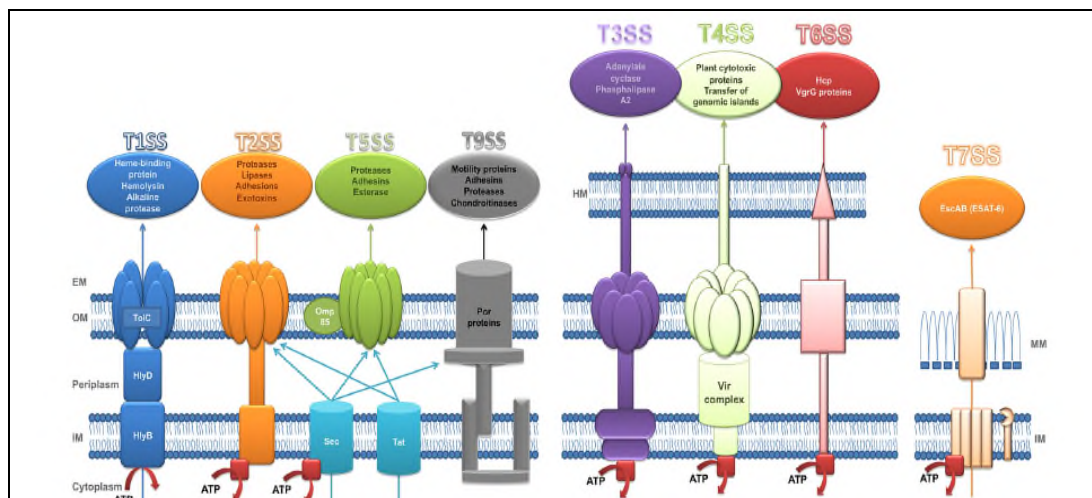 T3SS
T4SS
T6SS
Adenylate
cyclase
Phosphalipase
A2
Plant cytotoxic
proteins
Transfer of
genomic islands
Hcp
VgrG proteins
T1SS
T2SS
T5SS
T9SS
T7SS
Heme-binding
protein
Hemolysin
Alkaline
protease
Proteases
Lipases
Adhesions
Exotoxins
Proteases
Adhesins
Esterase
Motility proteins
Adhesins
Proteases
Chondroitinases
HM
EscAB (ESAT-6)
EM
OM
TolC
Omp
85
Por
proteins
MM
Periplasm
HlyD
Vir
complex
IM
HlyB
Sec
Tat
IM
Cytoplasm
ATP
ATP
ATP
ATP
ATP
ATP
ATP